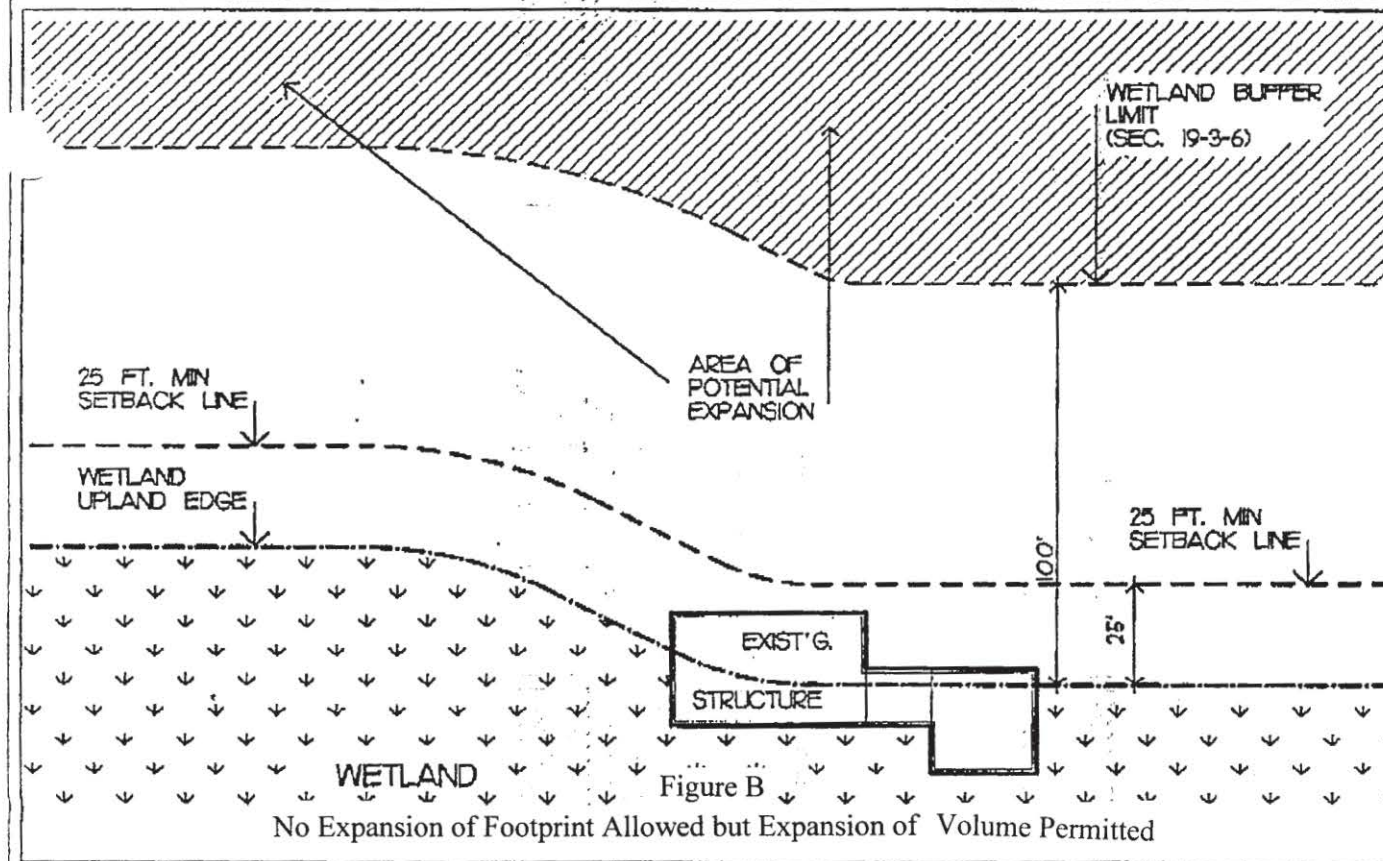 WETLAND BUFFER
LIMIT
(SEC. 19-3-6)
AREA OF
POTENTIAL
EXPANSION
25 FT. MIN
SETBACK LINE
WETLAND
UPLAND EDGE
25 FT. MIN
SETBACK LINE
100'
25'
EXIST'G.
STRUCTURE
WETLAND
Figure B
No Expansion of Footprint Allowed but Expansion of Volume Permitted